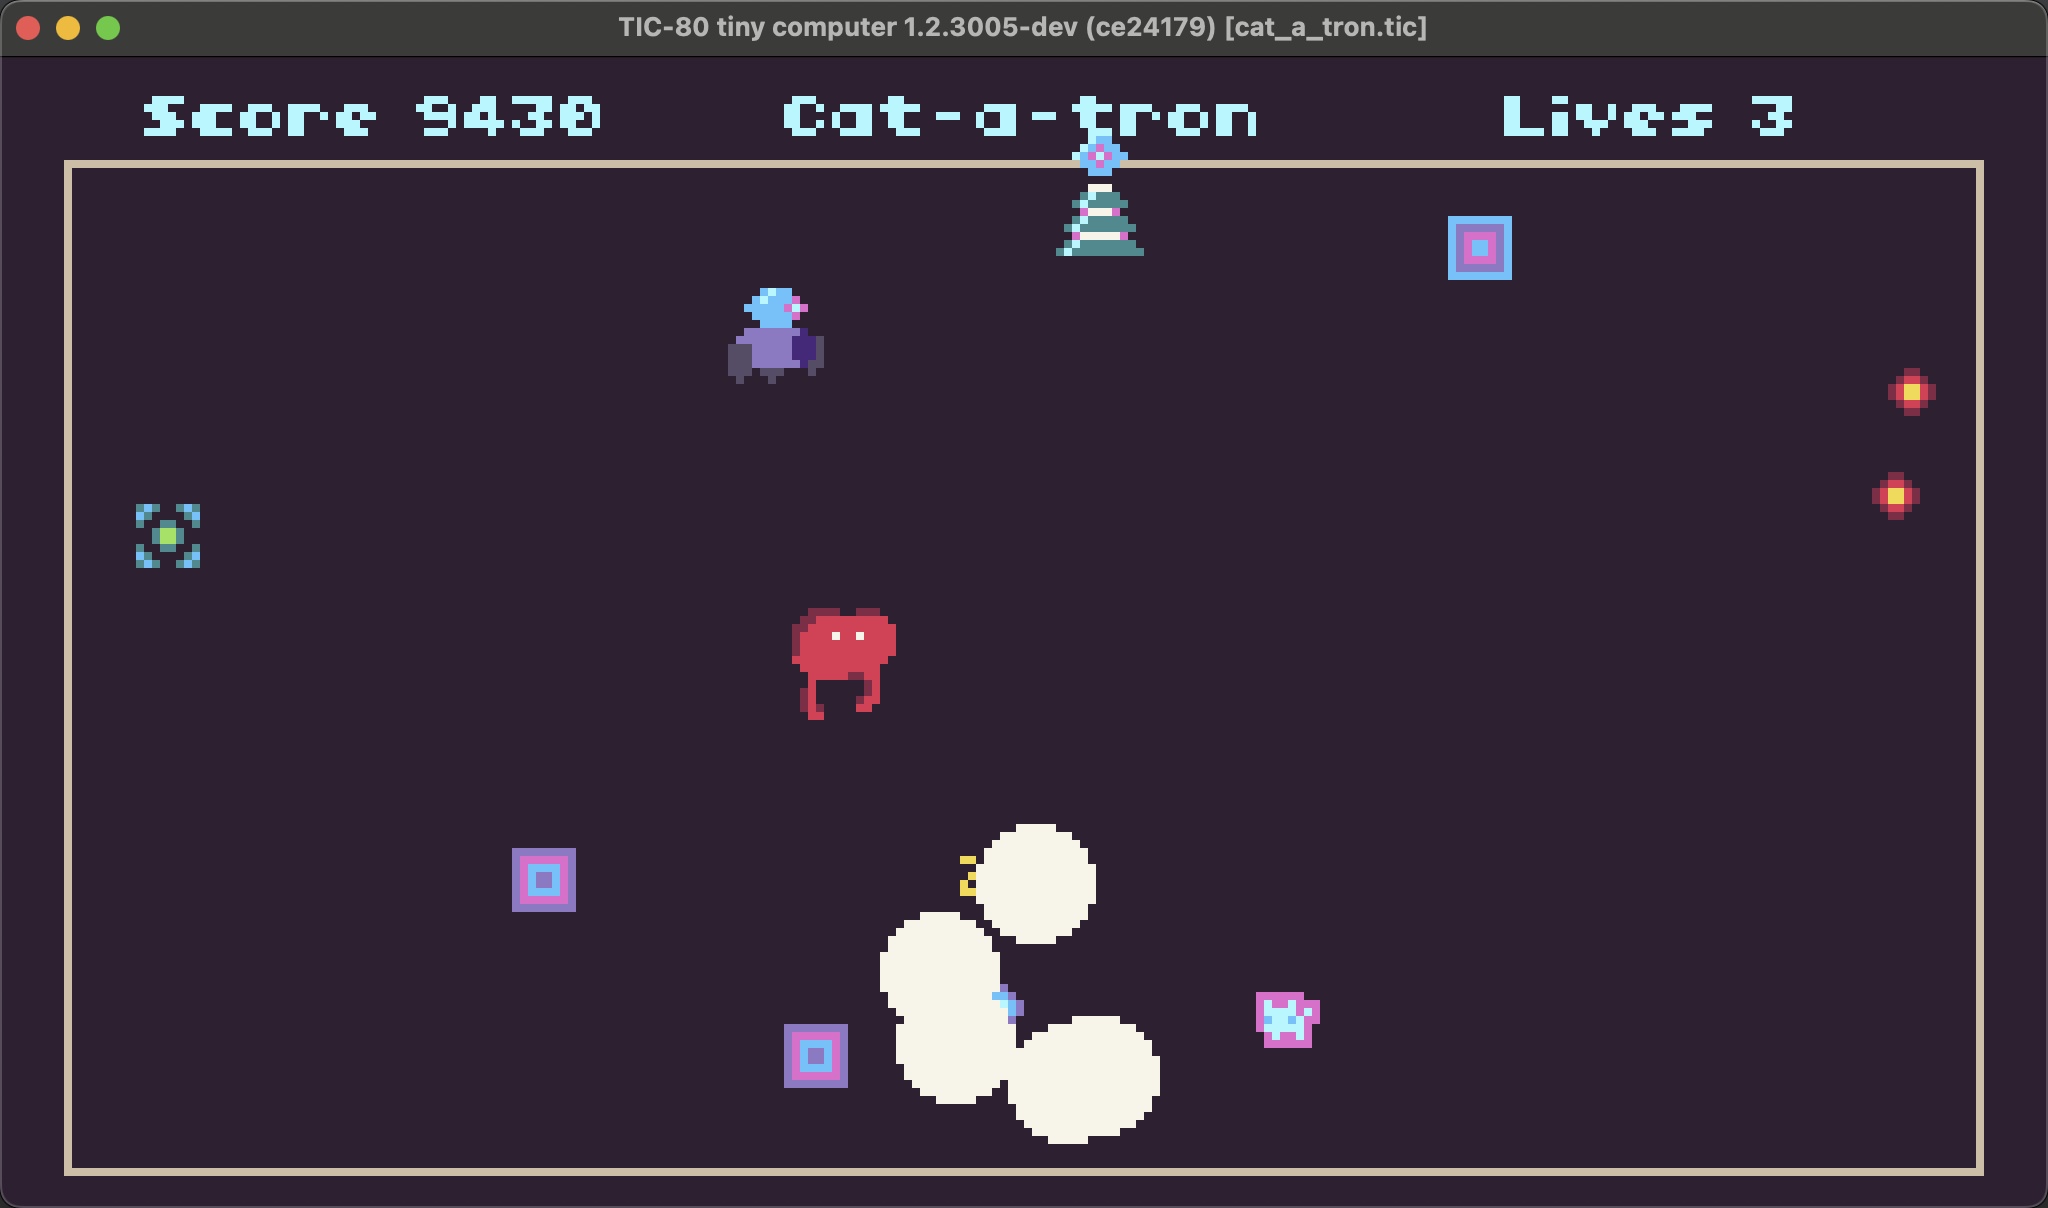 TIC-80 tiny computer 1.2.3005-dev (ce24179) [cat_a_tron.tic]
Score 9430 Cat-a-tron Lives 3